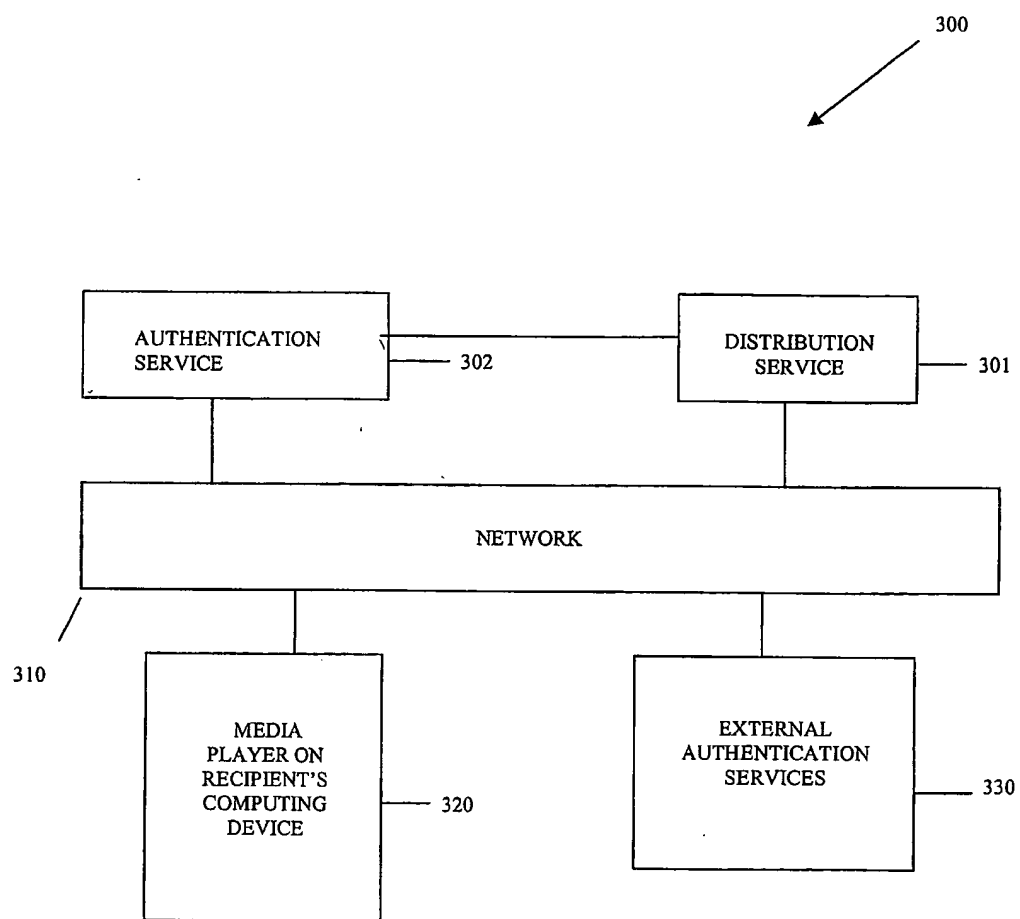 300
AUTHENTICATION
SERVICE
302
DISTRIBUTION
SERVICE
301
NETWORK
310
MEDIA
PLAYER ON
RECIPIENT'S
COMPUTING
DEVICE
320
EXTERNAL
AUTHENTICATION
SERVICES
330